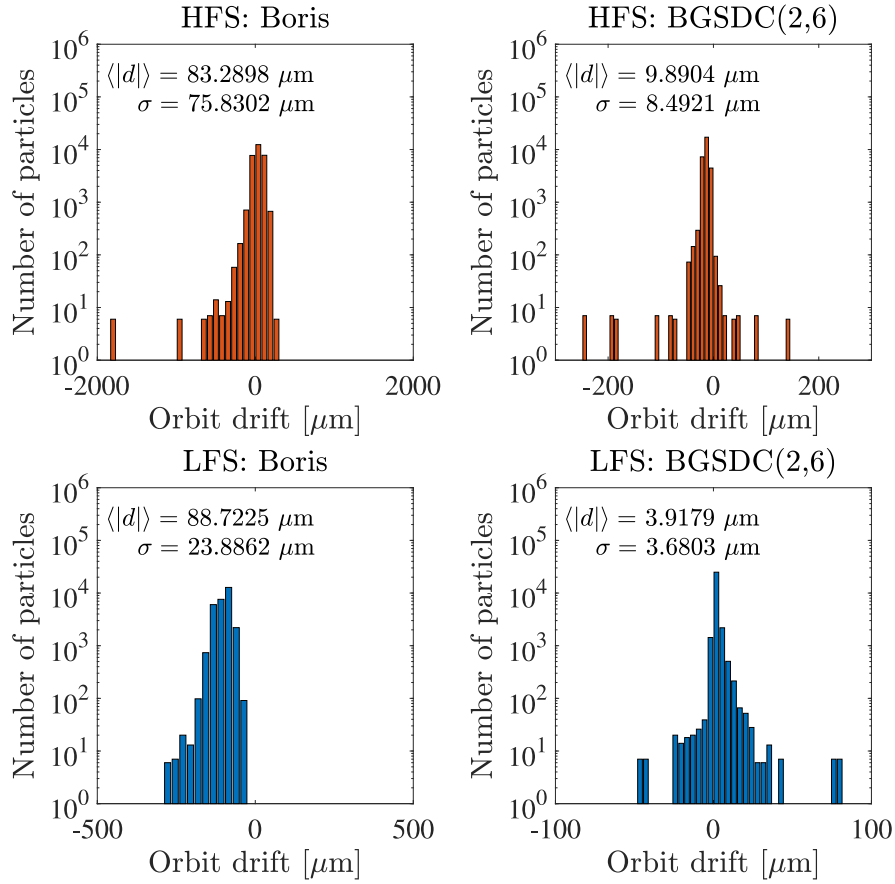 HFS: Boris
10^6
10^5
10^4
10^3
10^2
10^1
10^0
Number of particles
⟨|d|⟩ = 83.2898 μm
σ = 75.8302 μm
-2000 0 2000
Orbit drift [μm]
HFS: BGSDC(2,6)
10^6
10^5
10^4
10^3
10^2
10^1
10^0
Number of particles
⟨|d|⟩ = 9.8904 μm
σ = 8.4921 μm
-200 0 200
Orbit drift [μm]
LFS: Boris
10^6
10^5
10^4
10^3
10^2
10^1
10^0
Number of particles
⟨|d|⟩ = 88.7225 μm
σ = 23.8862 μm
-500 0 500
Orbit drift [μm]
LFS: BGSDC(2,6)
10^6
10^5
10^4
10^3
10^2
10^1
10^0
Number of particles
⟨|d|⟩ = 3.9179 μm
σ = 3.6803 μm
-100 0 100
Orbit drift [μm]